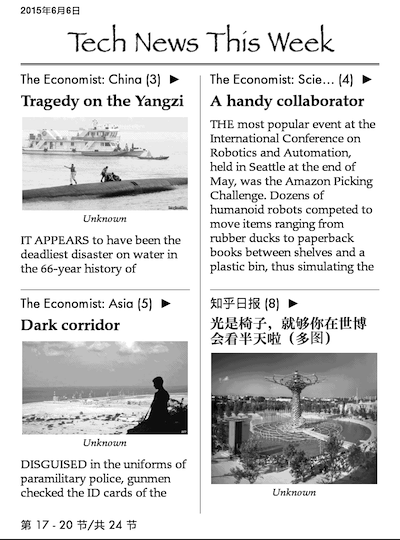 2015年6月6日
Tech News This Week
The Economist: China (3) ►
Tragedy on the Yangzi
Unknown
IT APPEARS to have been the
deadliest disaster on water in
the 66-year history of
The Economist: Scie... (4) ►
A handy collaborator
THE most popular event at the
International Conference on
Robotics and Automation,
held in Seattle at the end of
May, was the Amazon Picking
Challenge. Dozens of
humanoid robots competed to
move items ranging from
rubber ducks to paperback
books between shelves and a
plastic bin, thus simulating the
The Economist: Asia (5) ►
Dark corridor
Unknown
DISGUISED in the uniforms of
paramilitary police, gunmen
checked the ID cards of the
知乎日报 (8) ►
光是椅子，就够你在世博
会看半天啦（多图）
Unknown
第 17 - 20 节/共 24 节